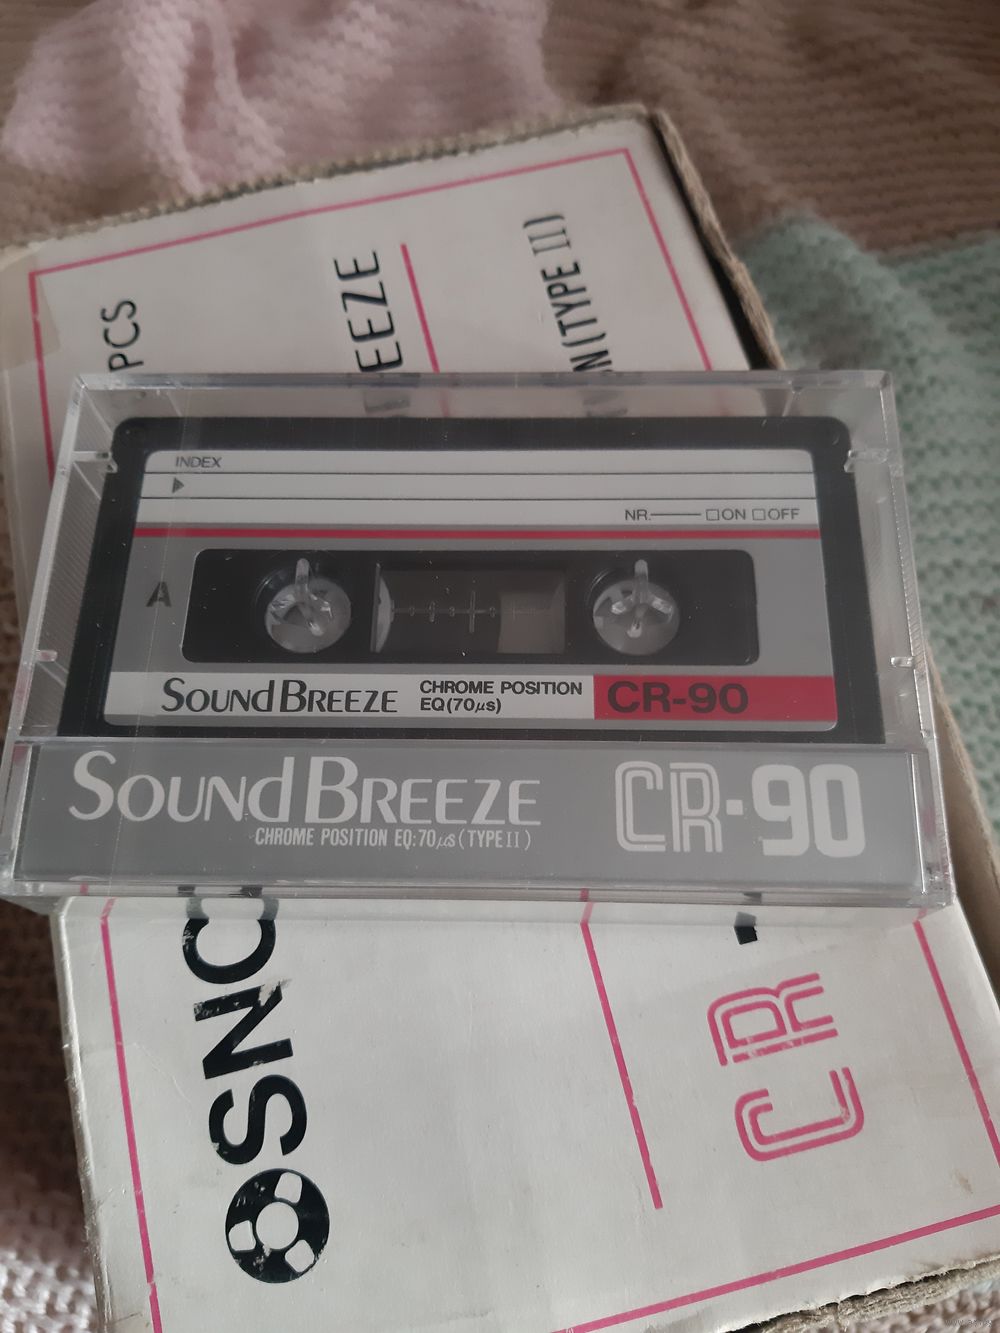 PCS
EEZE
N(TYPE II)
INDEX
NR. ON OFF
A
SOUND BREEZE CHROME POSITION
EQ(70µs)
CR-90
SOUND BREEZE CR-90
CHROME POSITION EQ:70µs(TYPE II)
SNC
CR